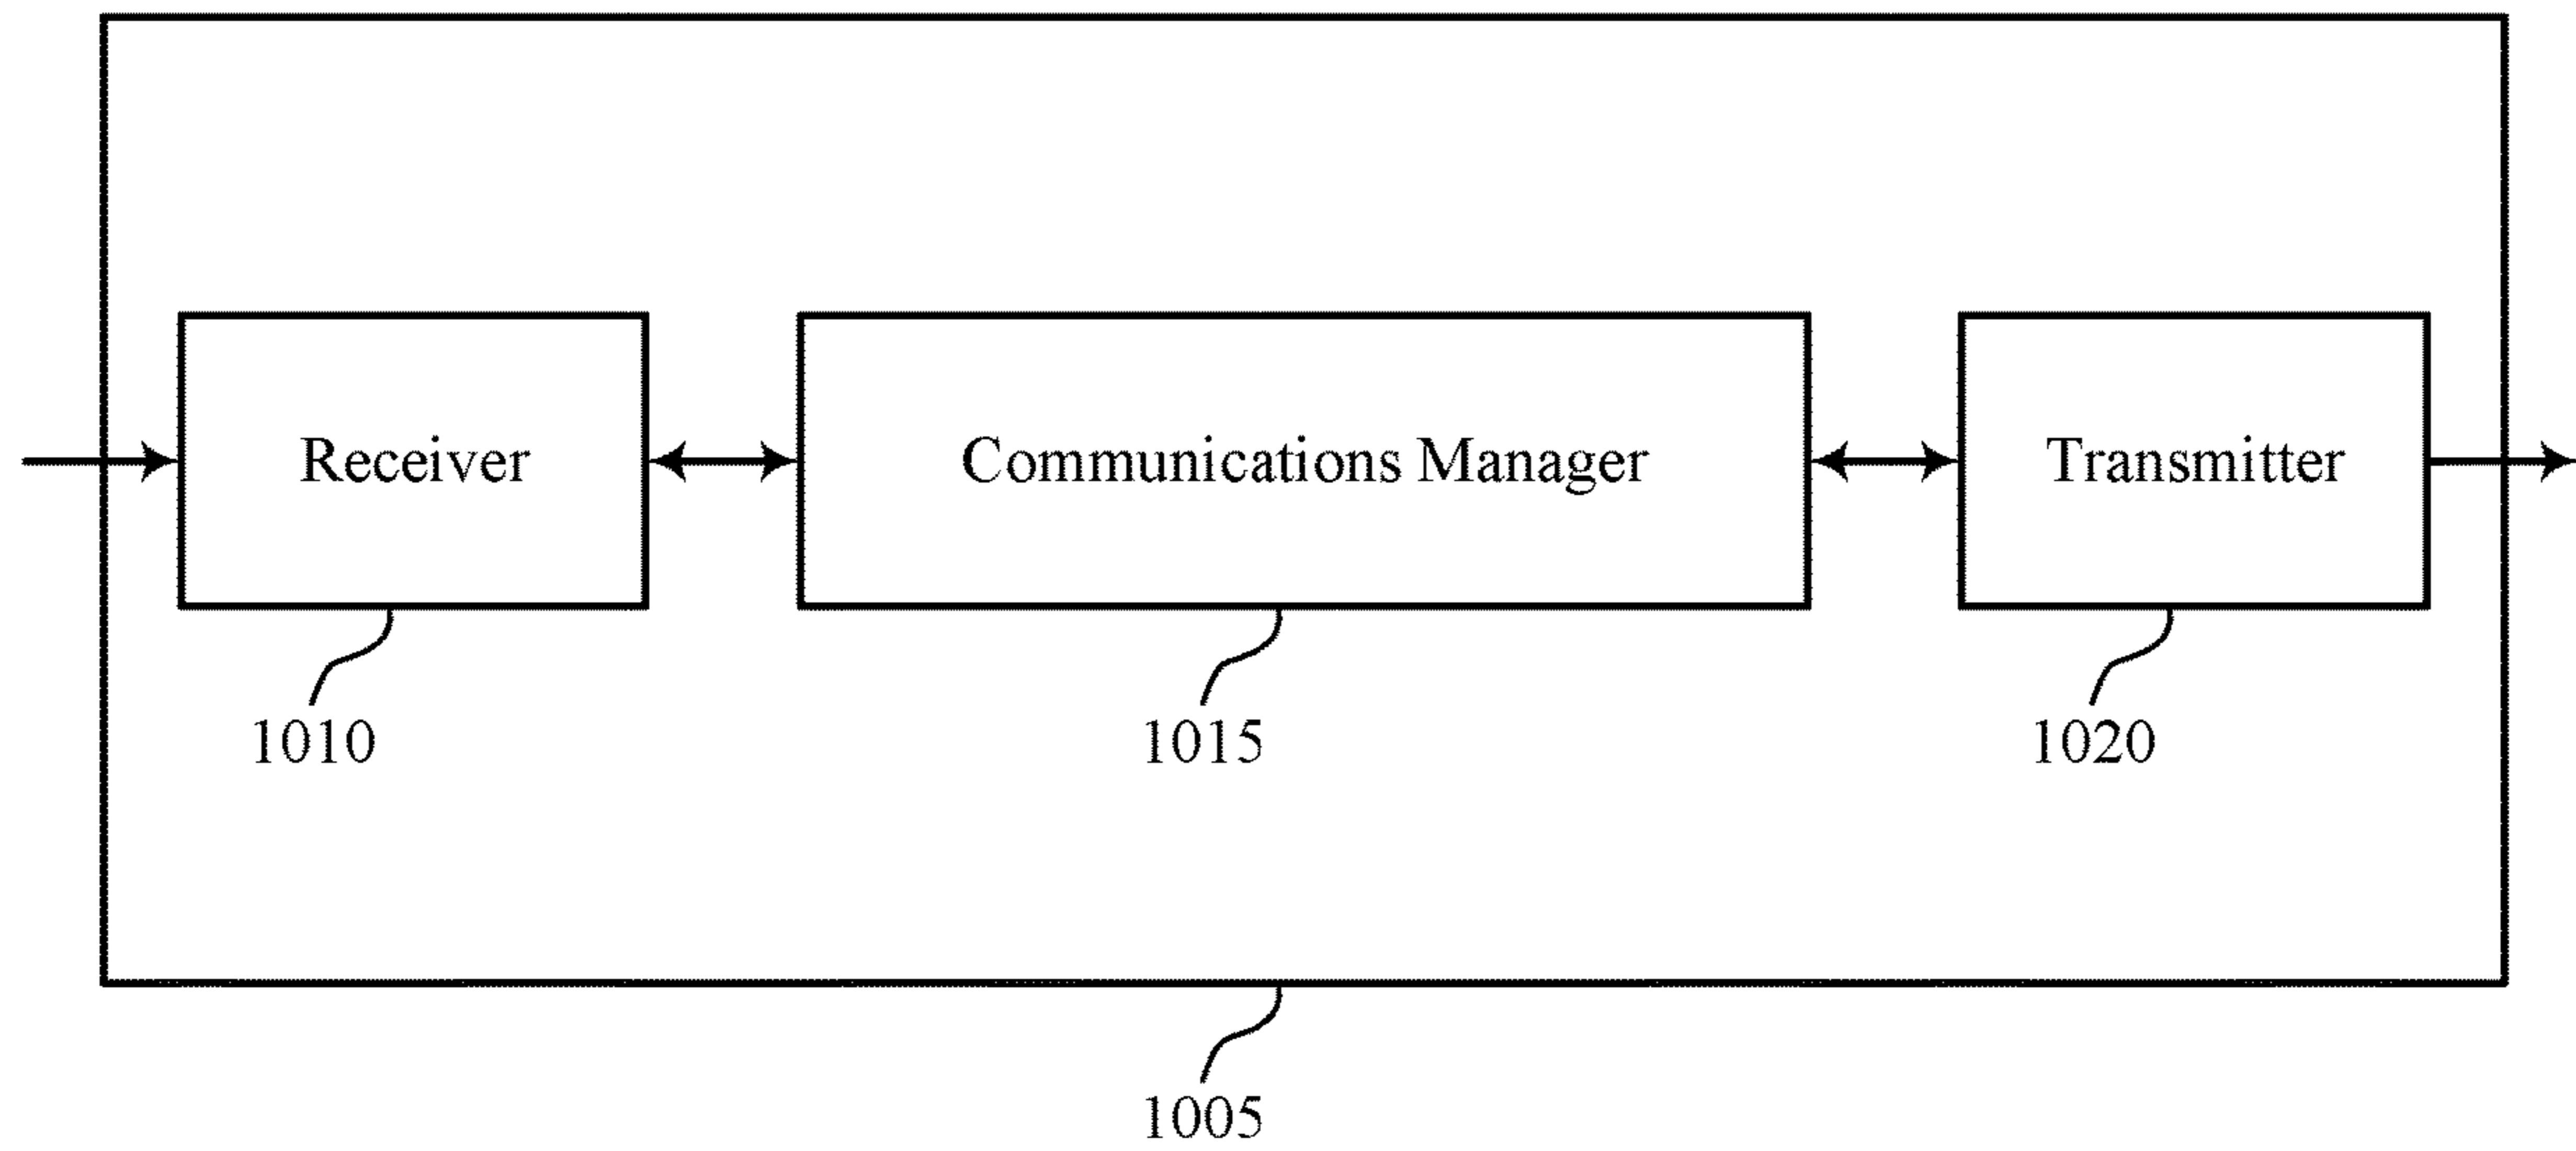 Receiver
Communications Manager
Transmitter
1010
1015
1020
1005